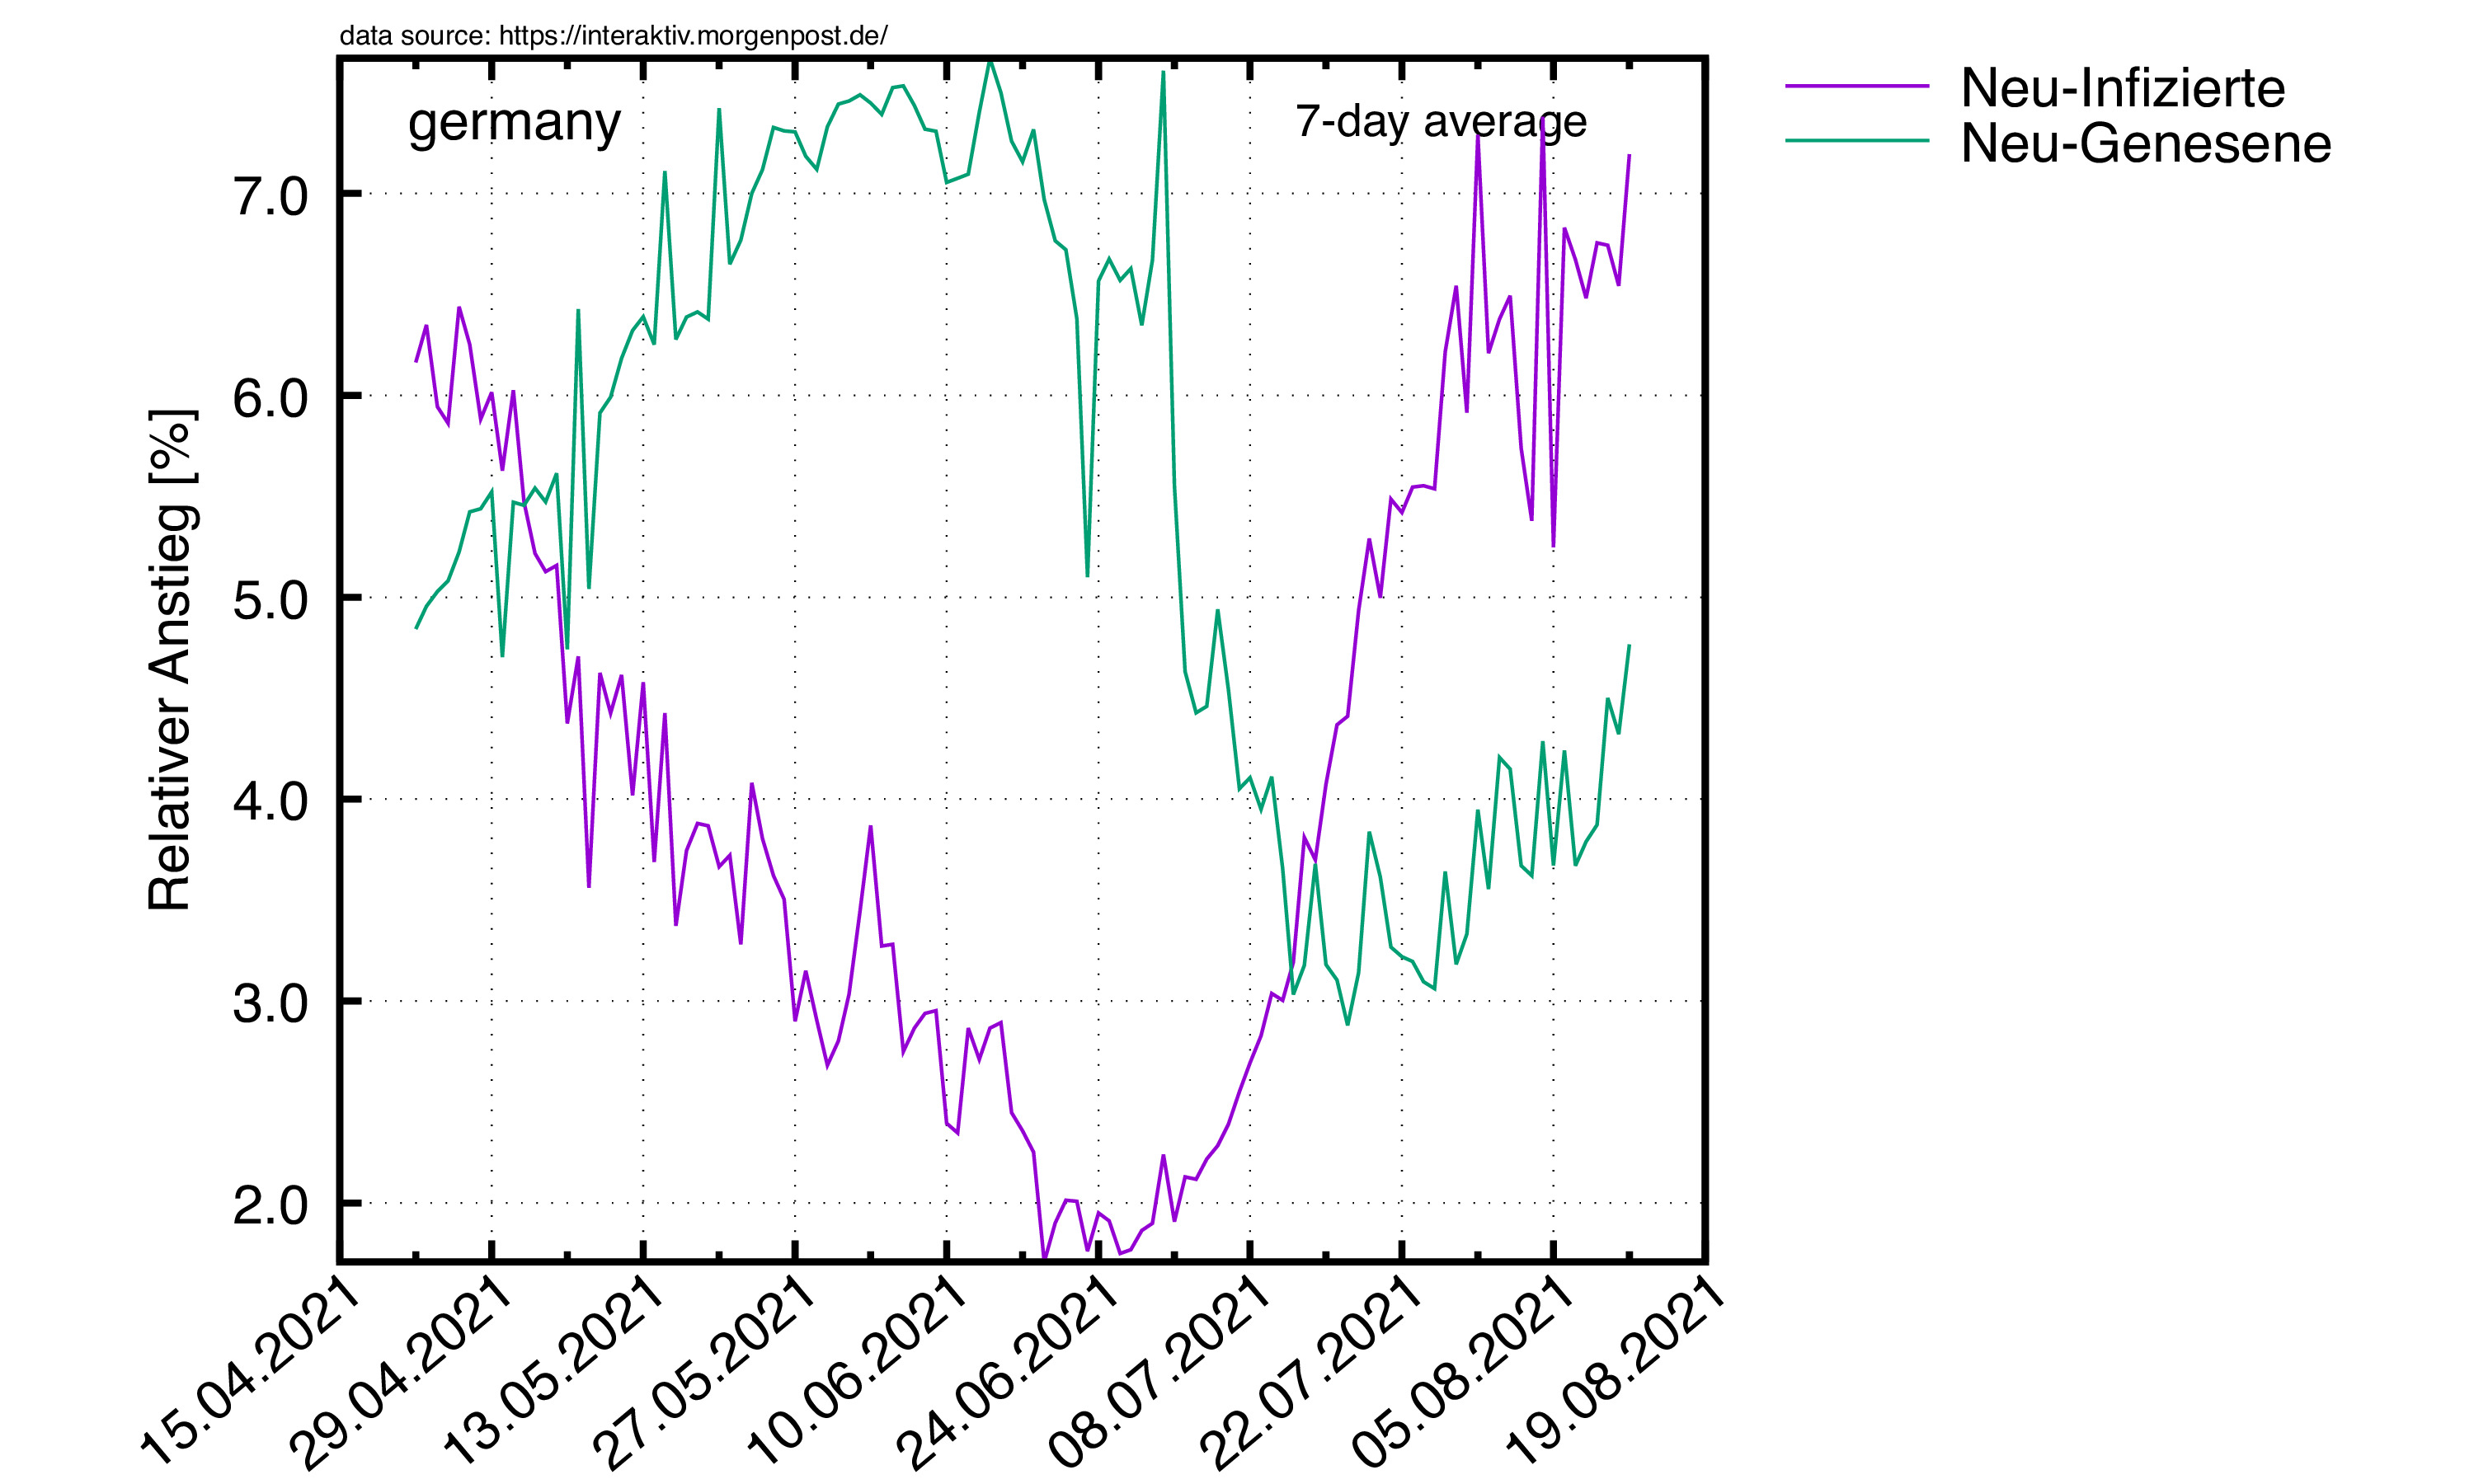 data source: https://interaktiv.morgenpost.de/
germany
7-day average
Neu-Infizierte
Neu-Genesene
Relativer Anstieg [%]
7.0
6.0
5.0
4.0
3.0
2.0
15.04.2021
29.04.2021
13.05.2021
27.05.2021
10.06.2021
24.06.2021
08.07.2021
22.07.2021
05.08.2021
19.08.2021